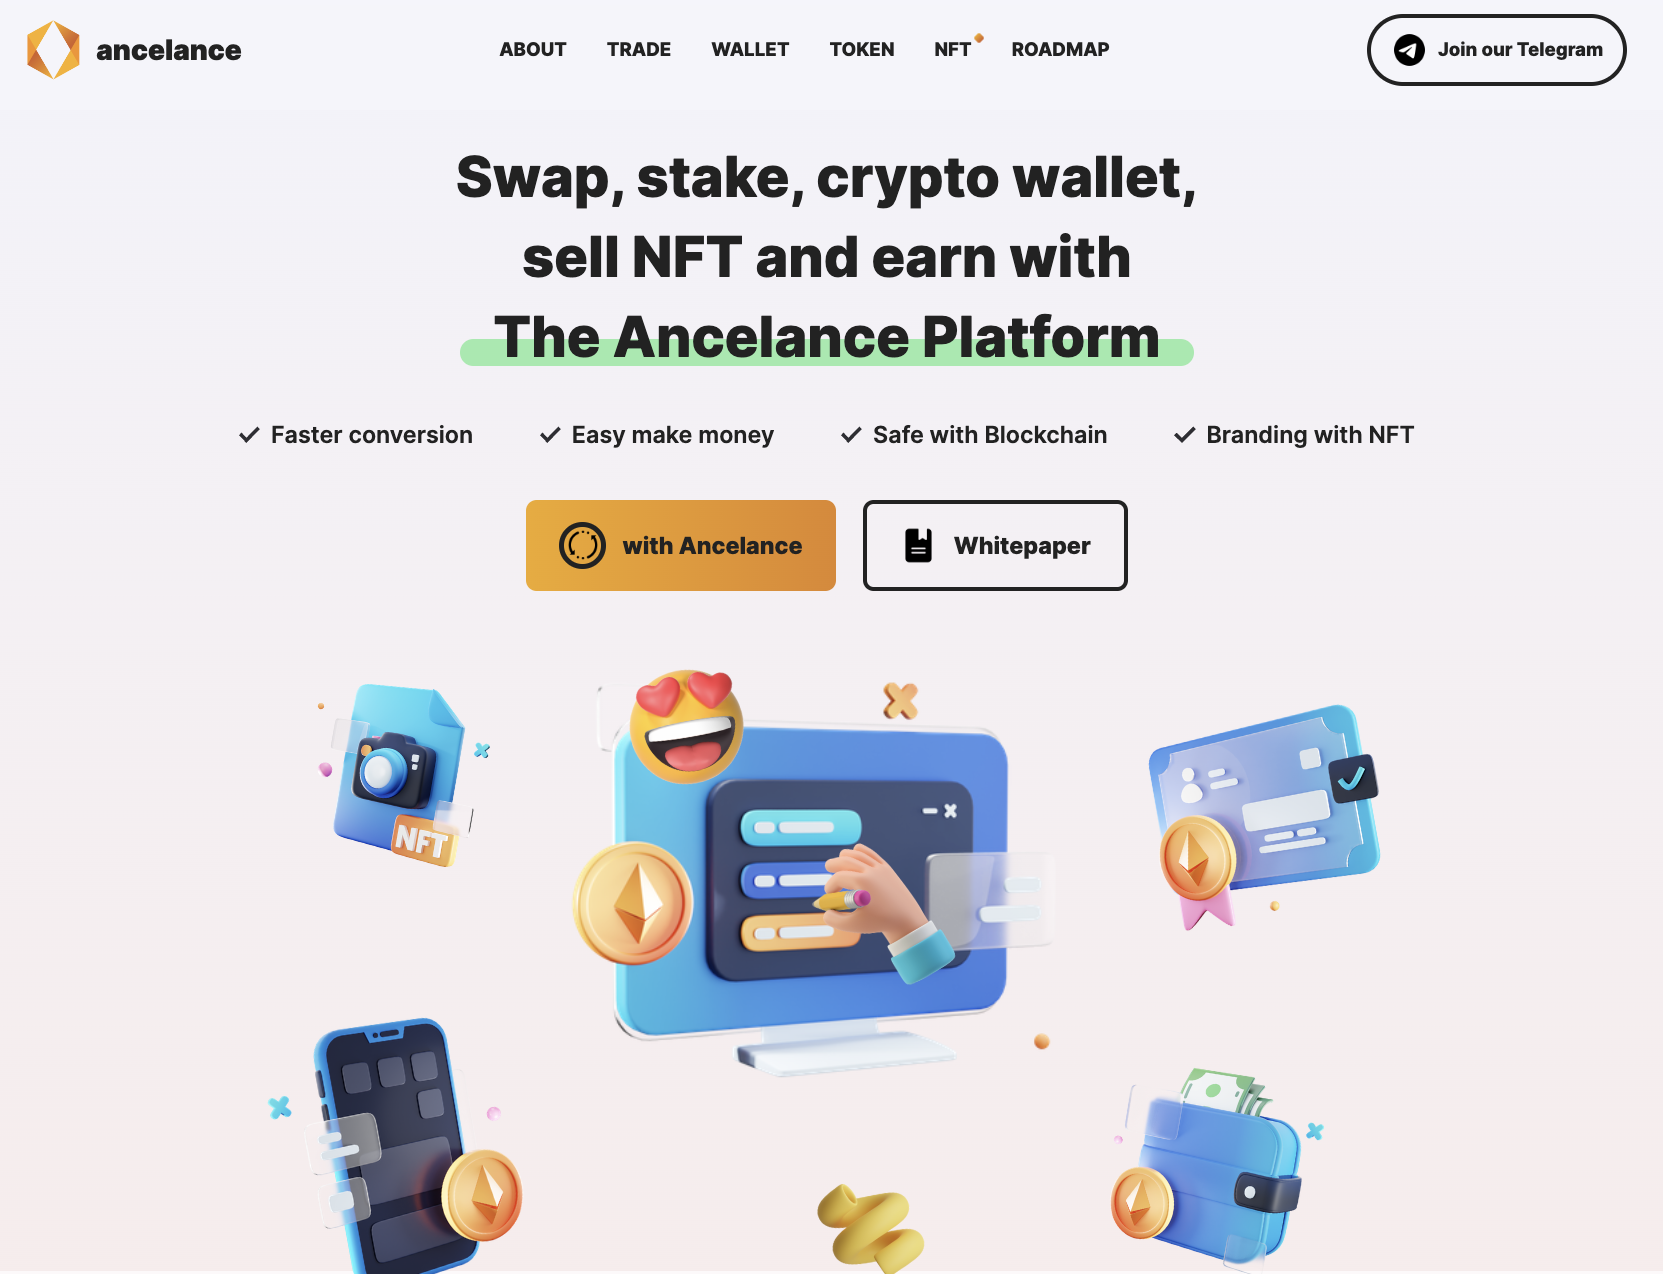 ancelance
ABOUT TRADE WALLET TOKEN NFT ROADMAP
Join our Telegram
Swap, stake, crypto wallet,
sell NFT and earn with
The Ancelance Platform
Faster conversion
Easy make money
Safe with Blockchain
Branding with NFT
with Ancelance
Whitepaper
NFT